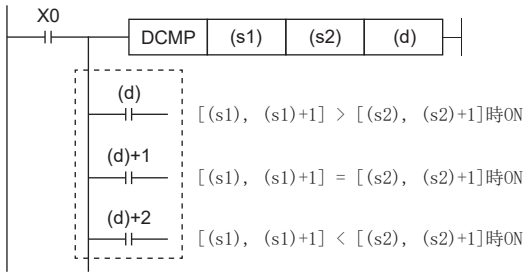 X0
DCMP (s1) (s2) (d)
(d)
[(s1), (s1)+1] > [(s2), (s2)+1]時ON
(d)+1
[(s1), (s1)+1] = [(s2), (s2)+1]時ON
(d)+2
[(s1), (s1)+1] < [(s2), (s2)+1]時ON